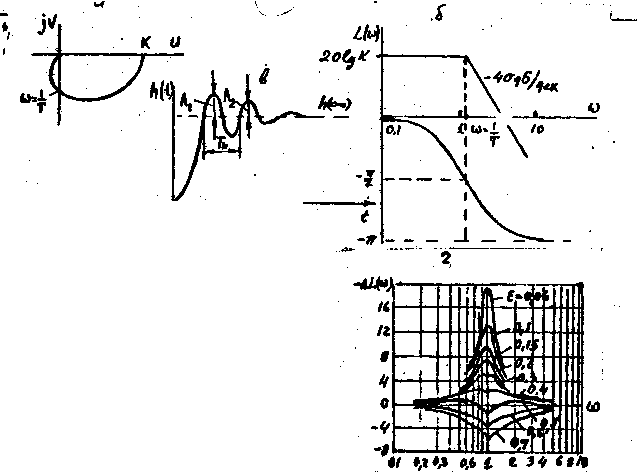 jV
K U
ω=1/T
h(t)
A₁ A₂
в
h(∞)
T₀
t
б
L(ω)
20lgK
-40дб/дек
ω
0,1 1 ω=1/T 10
-π/2
-π
г
ΔL(ω)
16
12
8
4
0
-4
-8
0,1
0,15
0,2
0,4
0,7
ω
0,1 0,2 0,3 0,6 1 2 3 4 6 8 10